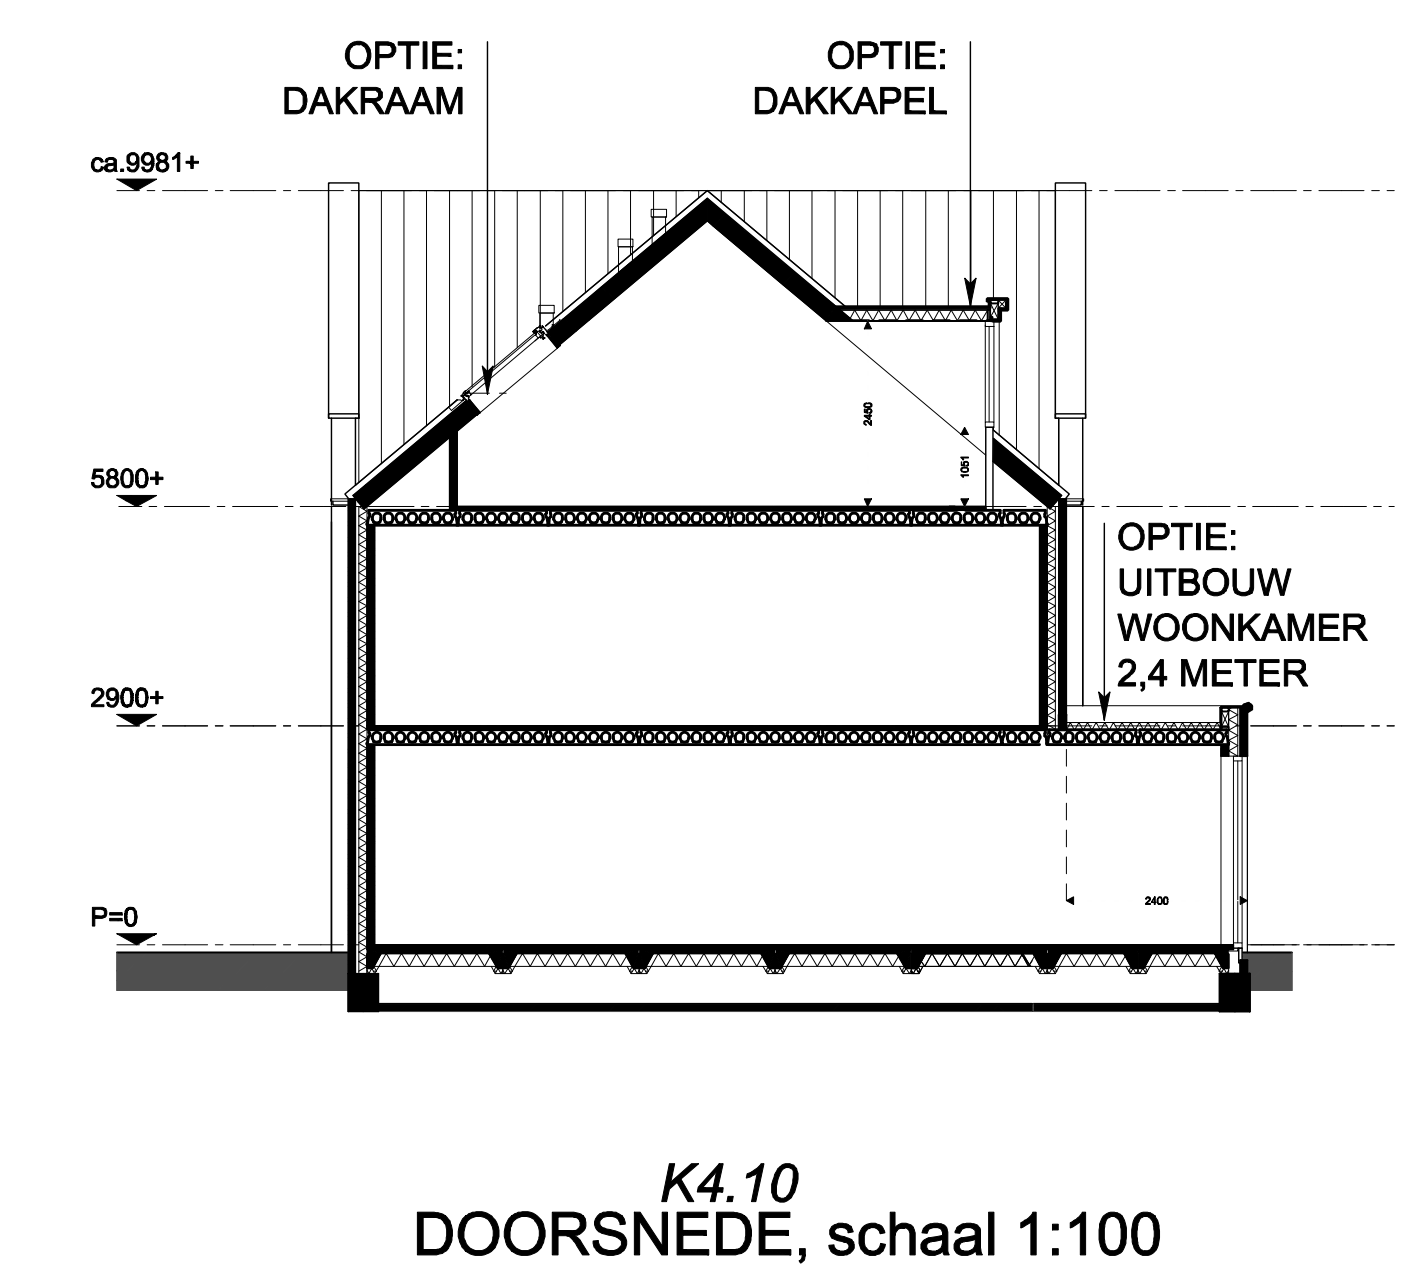 OPTIE:
DAKRAAM
OPTIE:
DAKKAPEL
ca.9981+
2450
1051
5800+
OPTIE:
UITBOUW
WOONKAMER
2,4 METER
2900+
2400
P=0
K4.10
DOORSNEDE, schaal 1:100